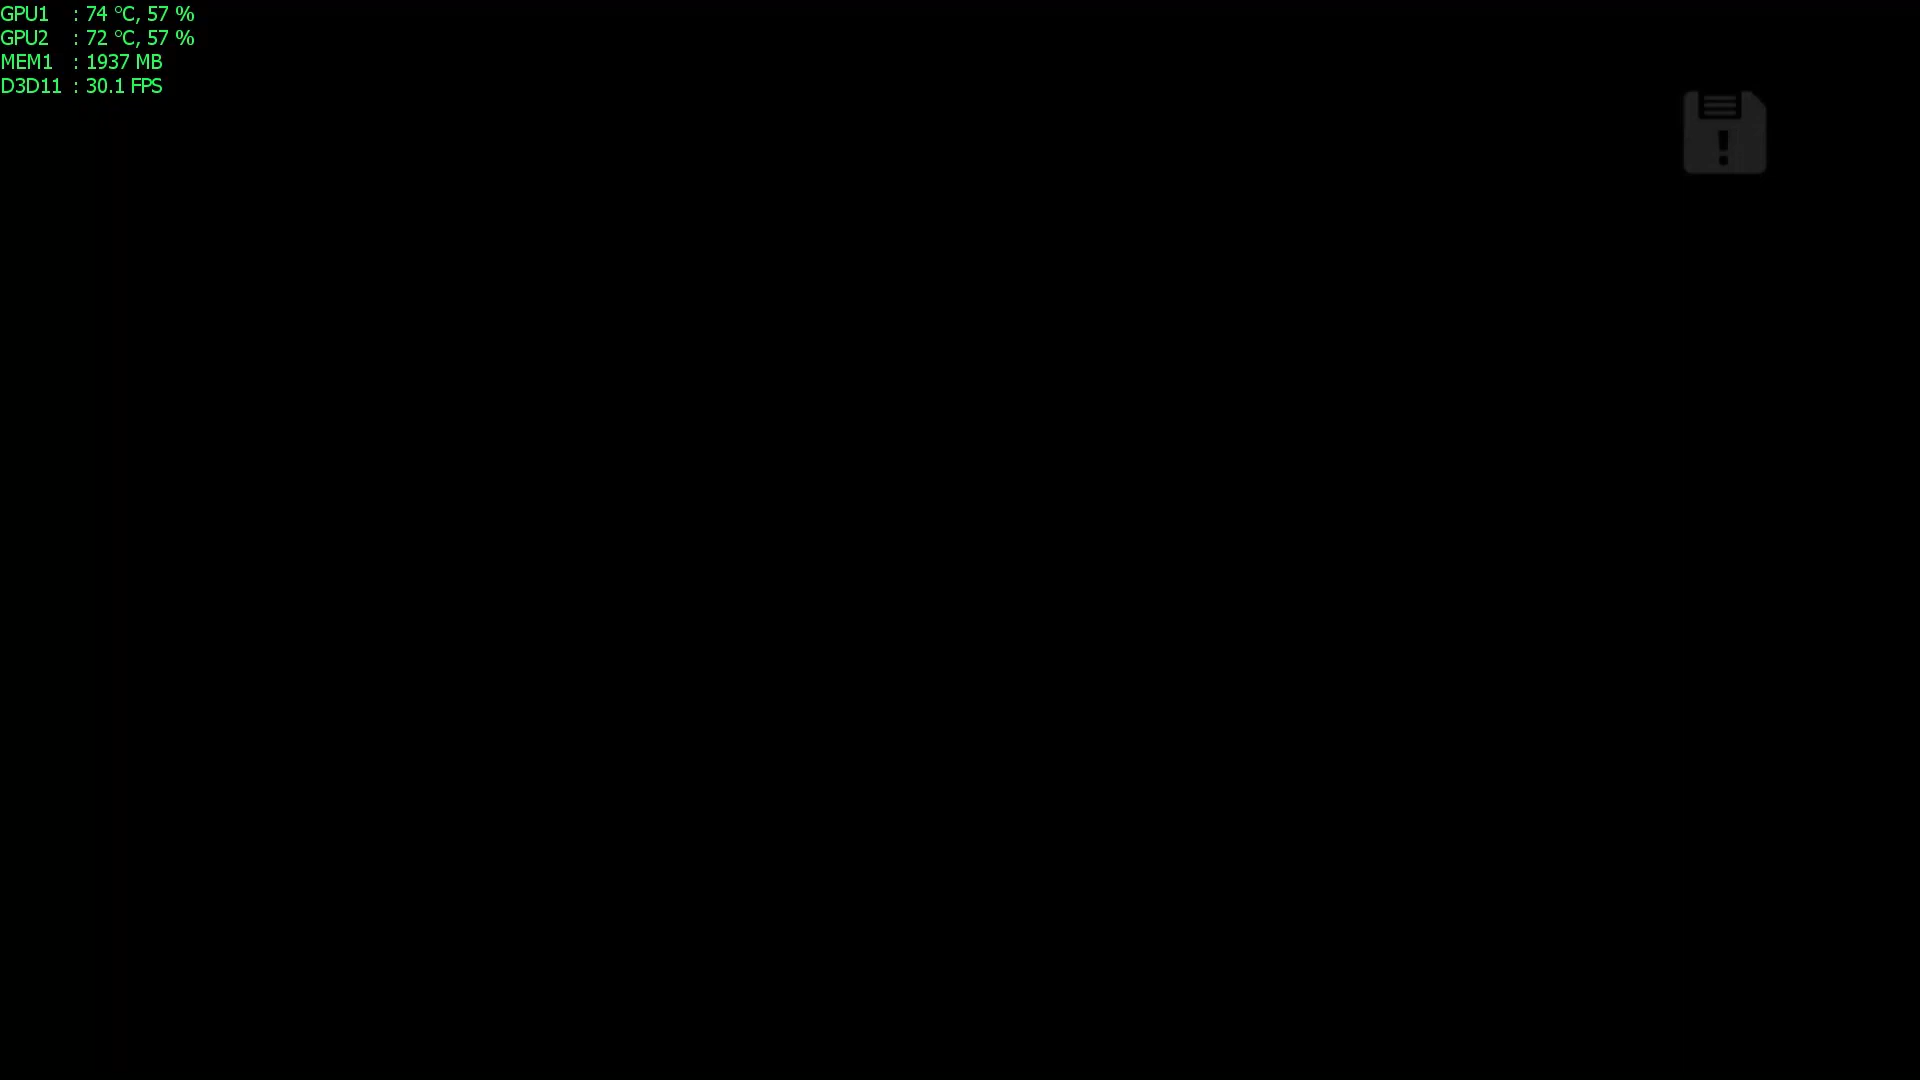 GPU1 : 74 °C, 57 %
GPU2 : 72 °C, 57 %
MEM1 : 1937 MB
D3D11 : 30.1 FPS
!